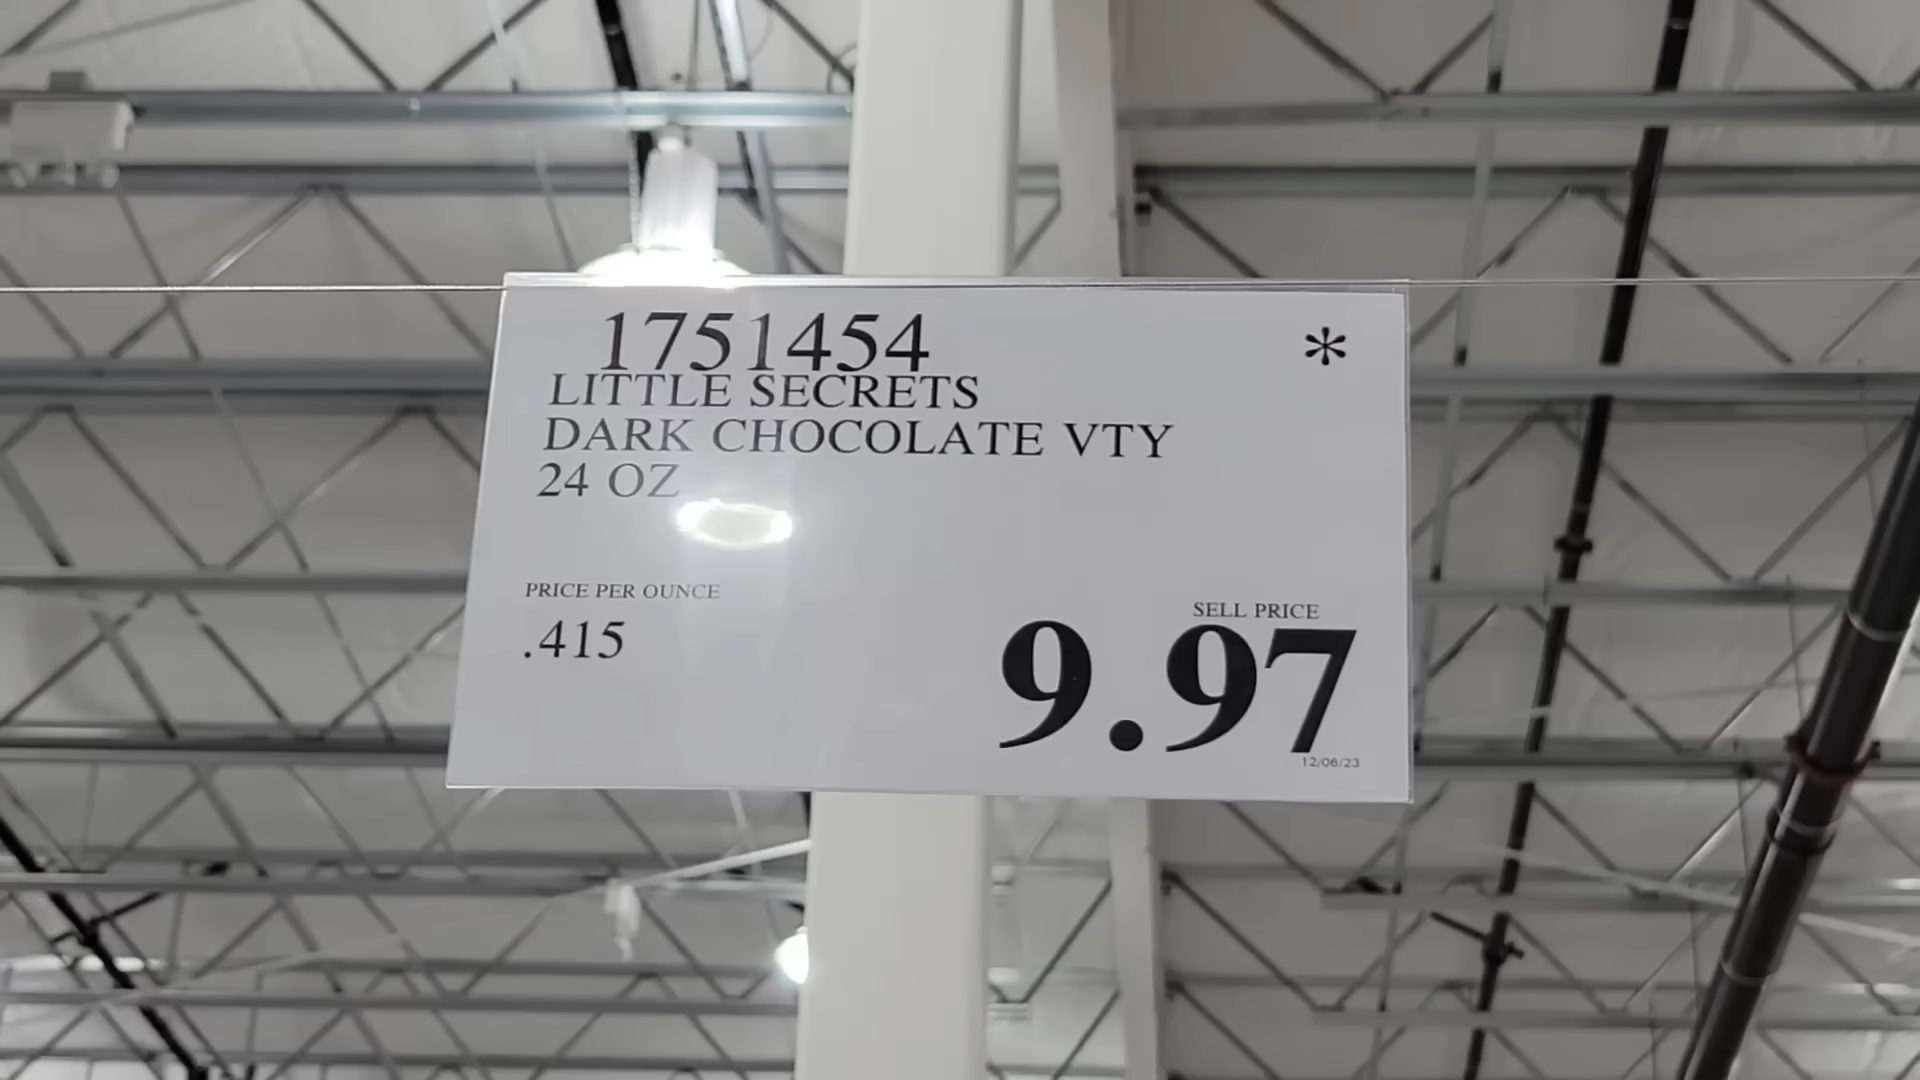 1751454 *
LITTLE SECRETS
DARK CHOCOLATE VTY
24 OZ
PRICE PER OUNCE
.415
SELL PRICE
9.97
12/06/23